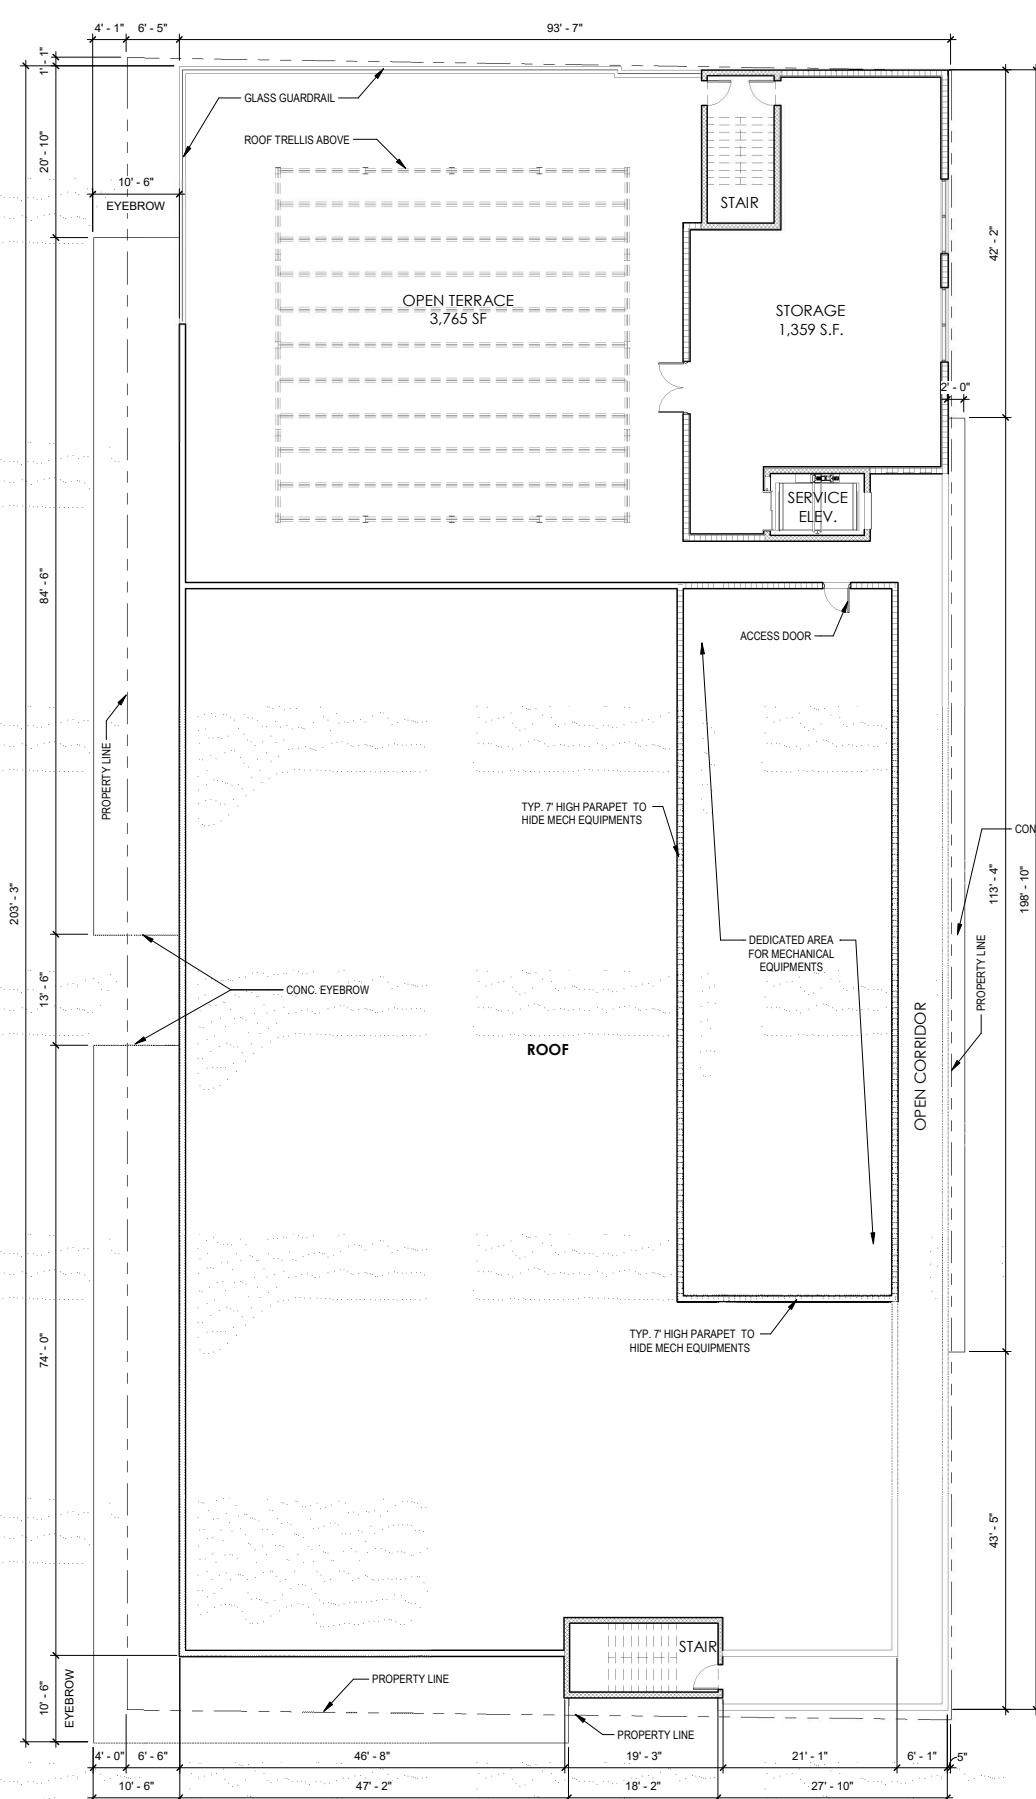 4' - 1"
6' - 5"
93' - 7"
1' - 1"
GLASS GUARDRAIL
ROOF TRELLIS ABOVE
20' - 10"
10' - 6"
EYEBROW
STAIR
42' - 2"
OPEN TERRACE
3,765 SF
STORAGE
1,359 S.F.
2' - 0"
SERVICE
ELEV.
84' - 6"
ACCESS DOOR
PROPERTY LINE
TYP. 7' HIGH PARAPET TO
HIDE MECH EQUIPMENTS
CON
203' - 3"
113' - 4"
198' - 10"
DEDICATED AREA
FOR MECHANICAL
EQUIPMENTS
PROPERTY LINE
13' - 6"
CONC. EYEBROW
ROOF
OPEN CORRIDOR
TYP. 7' HIGH PARAPET TO
HIDE MECH EQUIPMENTS
74' - 0"
43' - 5"
STAIR
10' - 6"
EYEBROW
PROPERTY LINE
PROPERTY LINE
4' - 0"
6' - 6"
46' - 8"
19' - 3"
21' - 1"
6' - 1"
5"
10' - 6"
47' - 2"
18' - 2"
27' - 10"